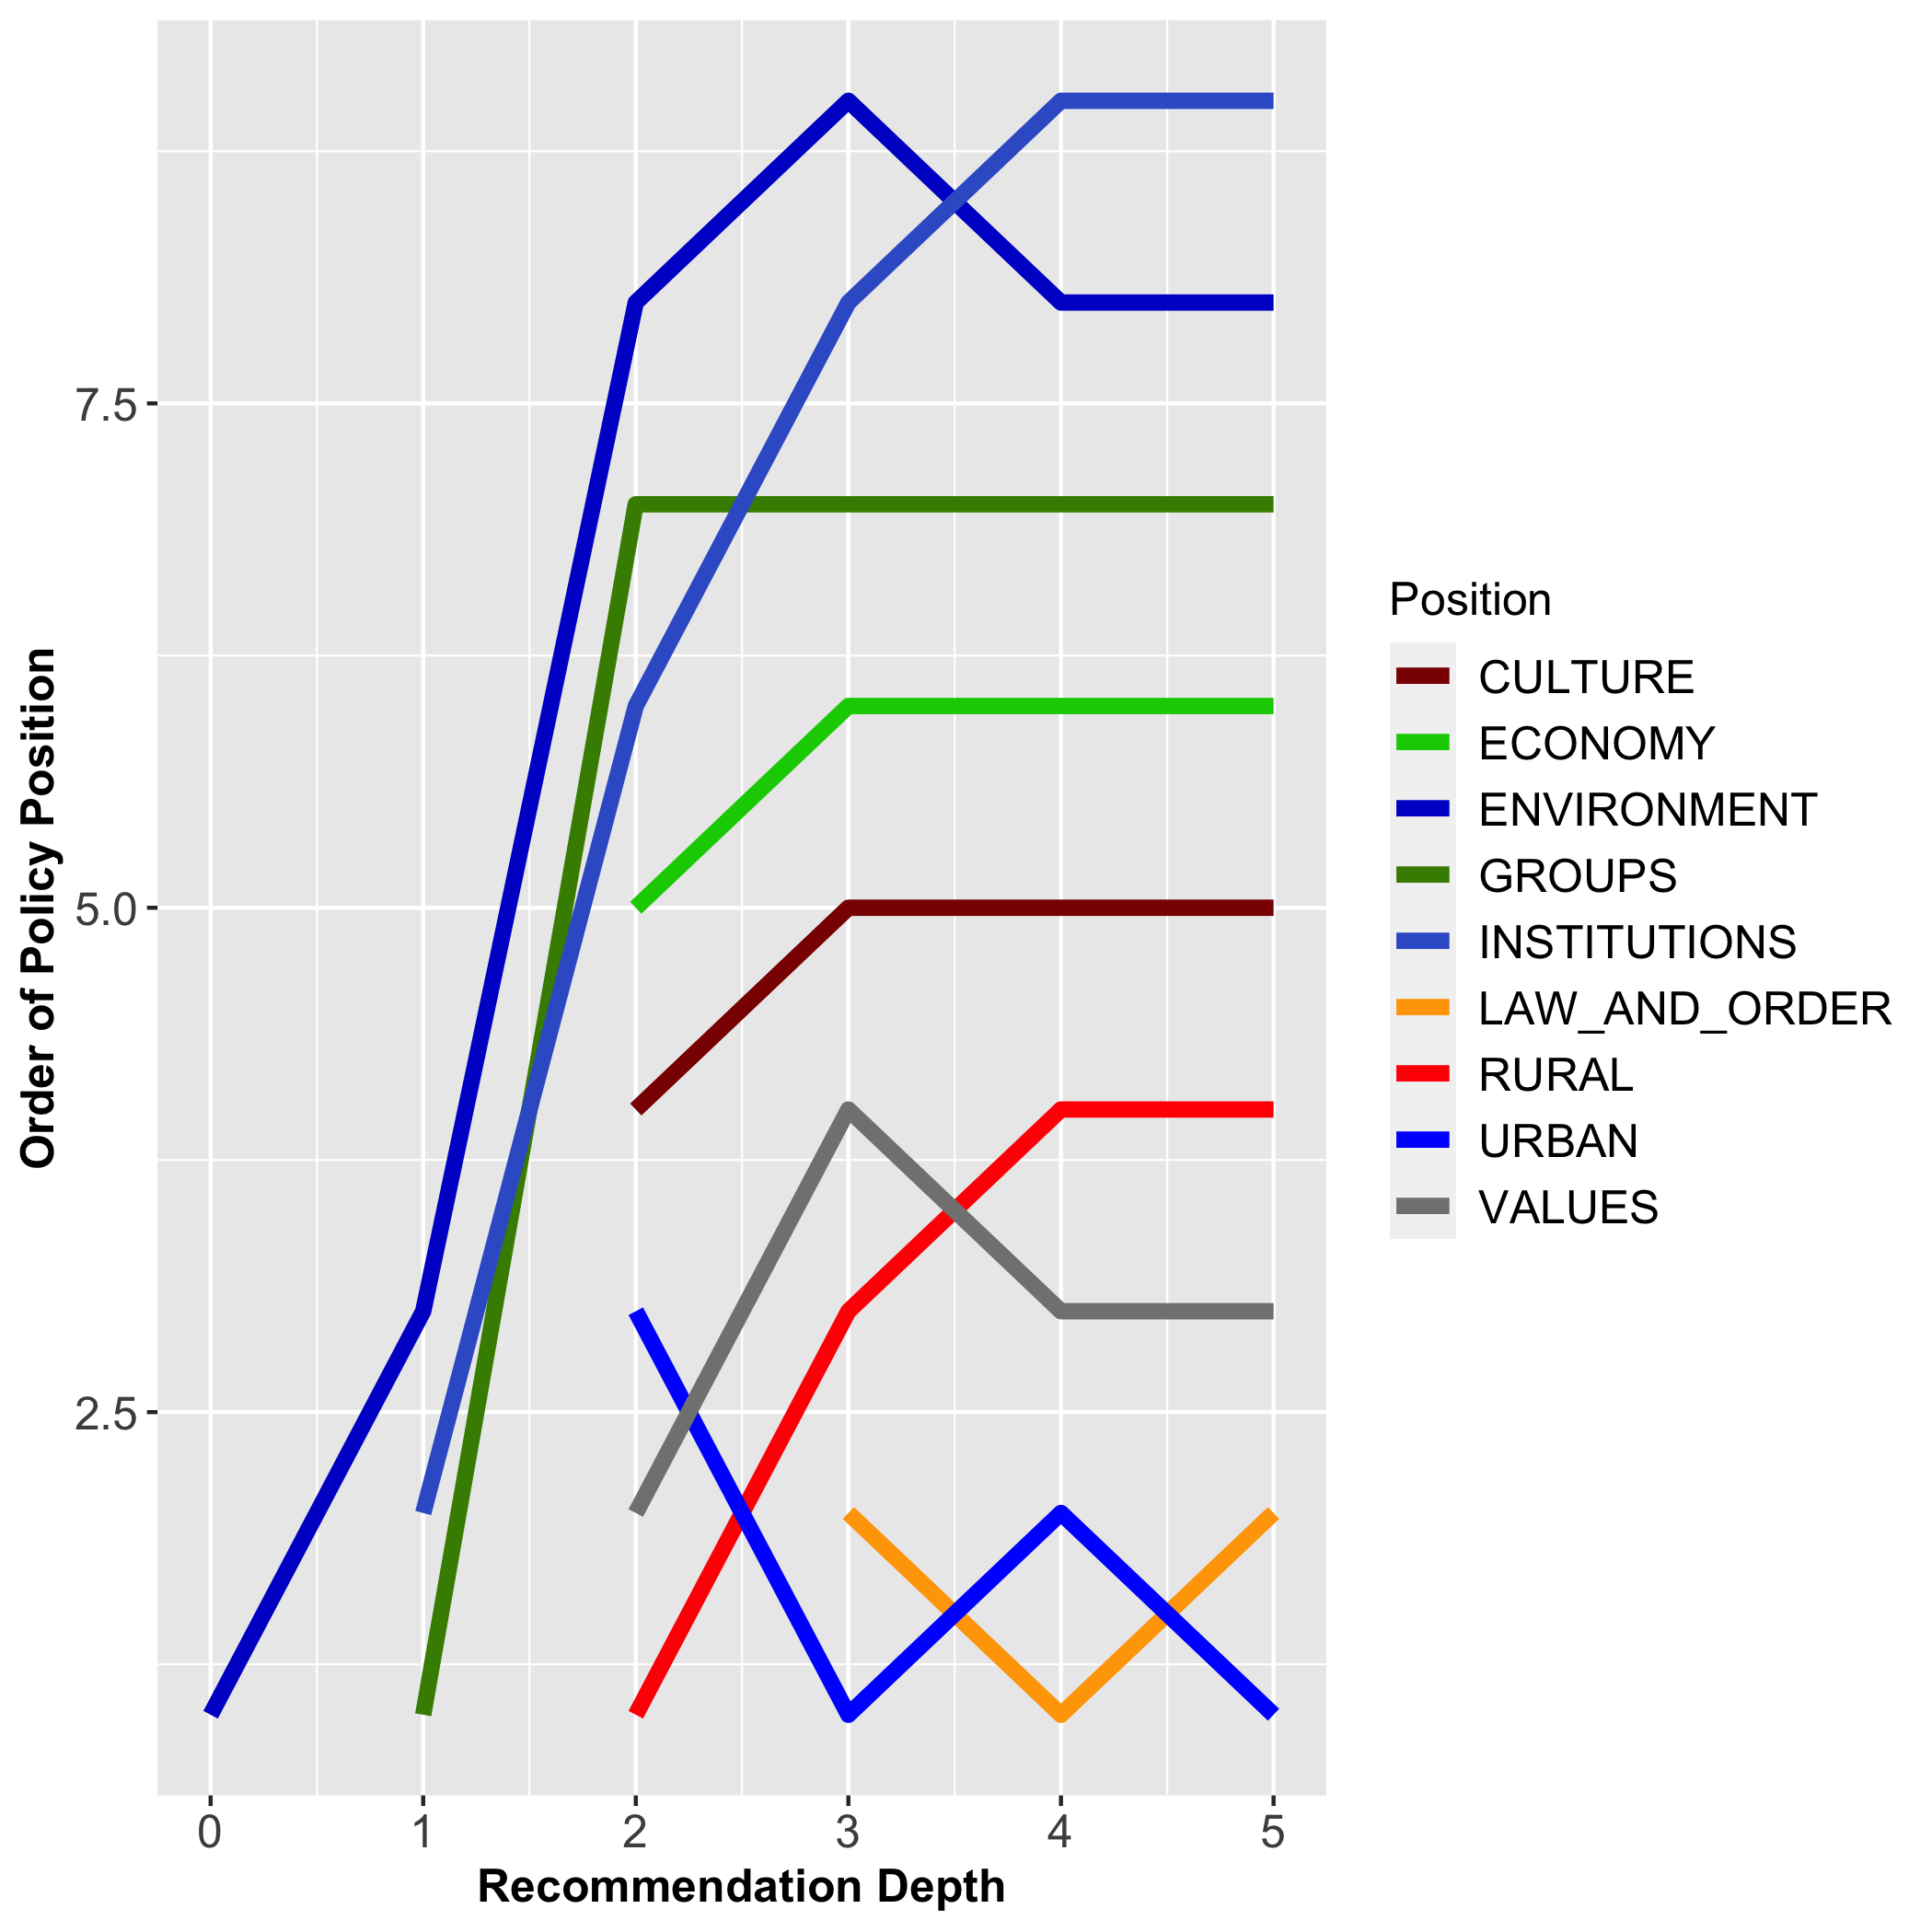 Order of Policy Position
7.5
5.0
2.5
0 1 2 3 4 5
Recommendation Depth
Position
CULTURE
ECONOMY
ENVIRONMENT
GROUPS
INSTITUTIONS
LAW_AND_ORDER
RURAL
URBAN
VALUES